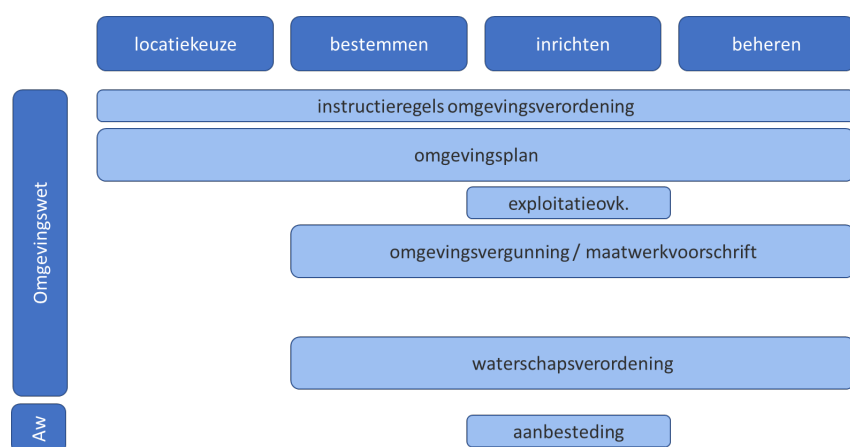 locatiekeuze
bestemmen
inrichten
beheren
Omgevingswet
instructieregels omgevingsverordening
omgevingsplan
exploitatieovk.
omgevingsvergunning / maatwerkvoorschrift
waterschapsverordening
Aw
aanbesteding